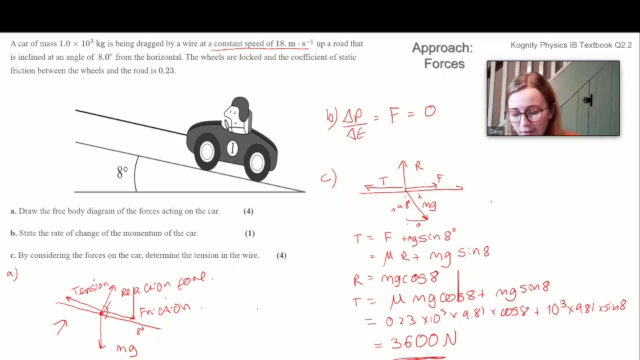 A car of mass 1.0 × 10³ kg is being dragged by a wire at a constant speed of 18. m · s⁻¹ up a road that
is inclined at an angle of 8.0° from the horizontal. The wheels are locked and the coefficient of static
friction between the wheels and the road is 0.23.
8°
1
a. Draw the free body diagram of the forces acting on the car. (4)
b. State the rate of change of the momentum of the car. (1)
c. By considering the forces on the car, determine the tension in the wire. (4)
a)
Tension
Reaction force.
Friction
8°
mg
Approach:
Forces
Kognity Physics IB Textbook Q2.2
Daisy
b) ΔP/Δt = F = 0
c)
R
T
F
mg
T = F + mg sin 8°
= μR + mg sin 8
R = mg cos 8
T = μ mg cos 8 + mg sin 8
= 0.23 × 10³ × 9.81 × cos 8 + 10³ × 9.81 × sin 8
= 3600 N